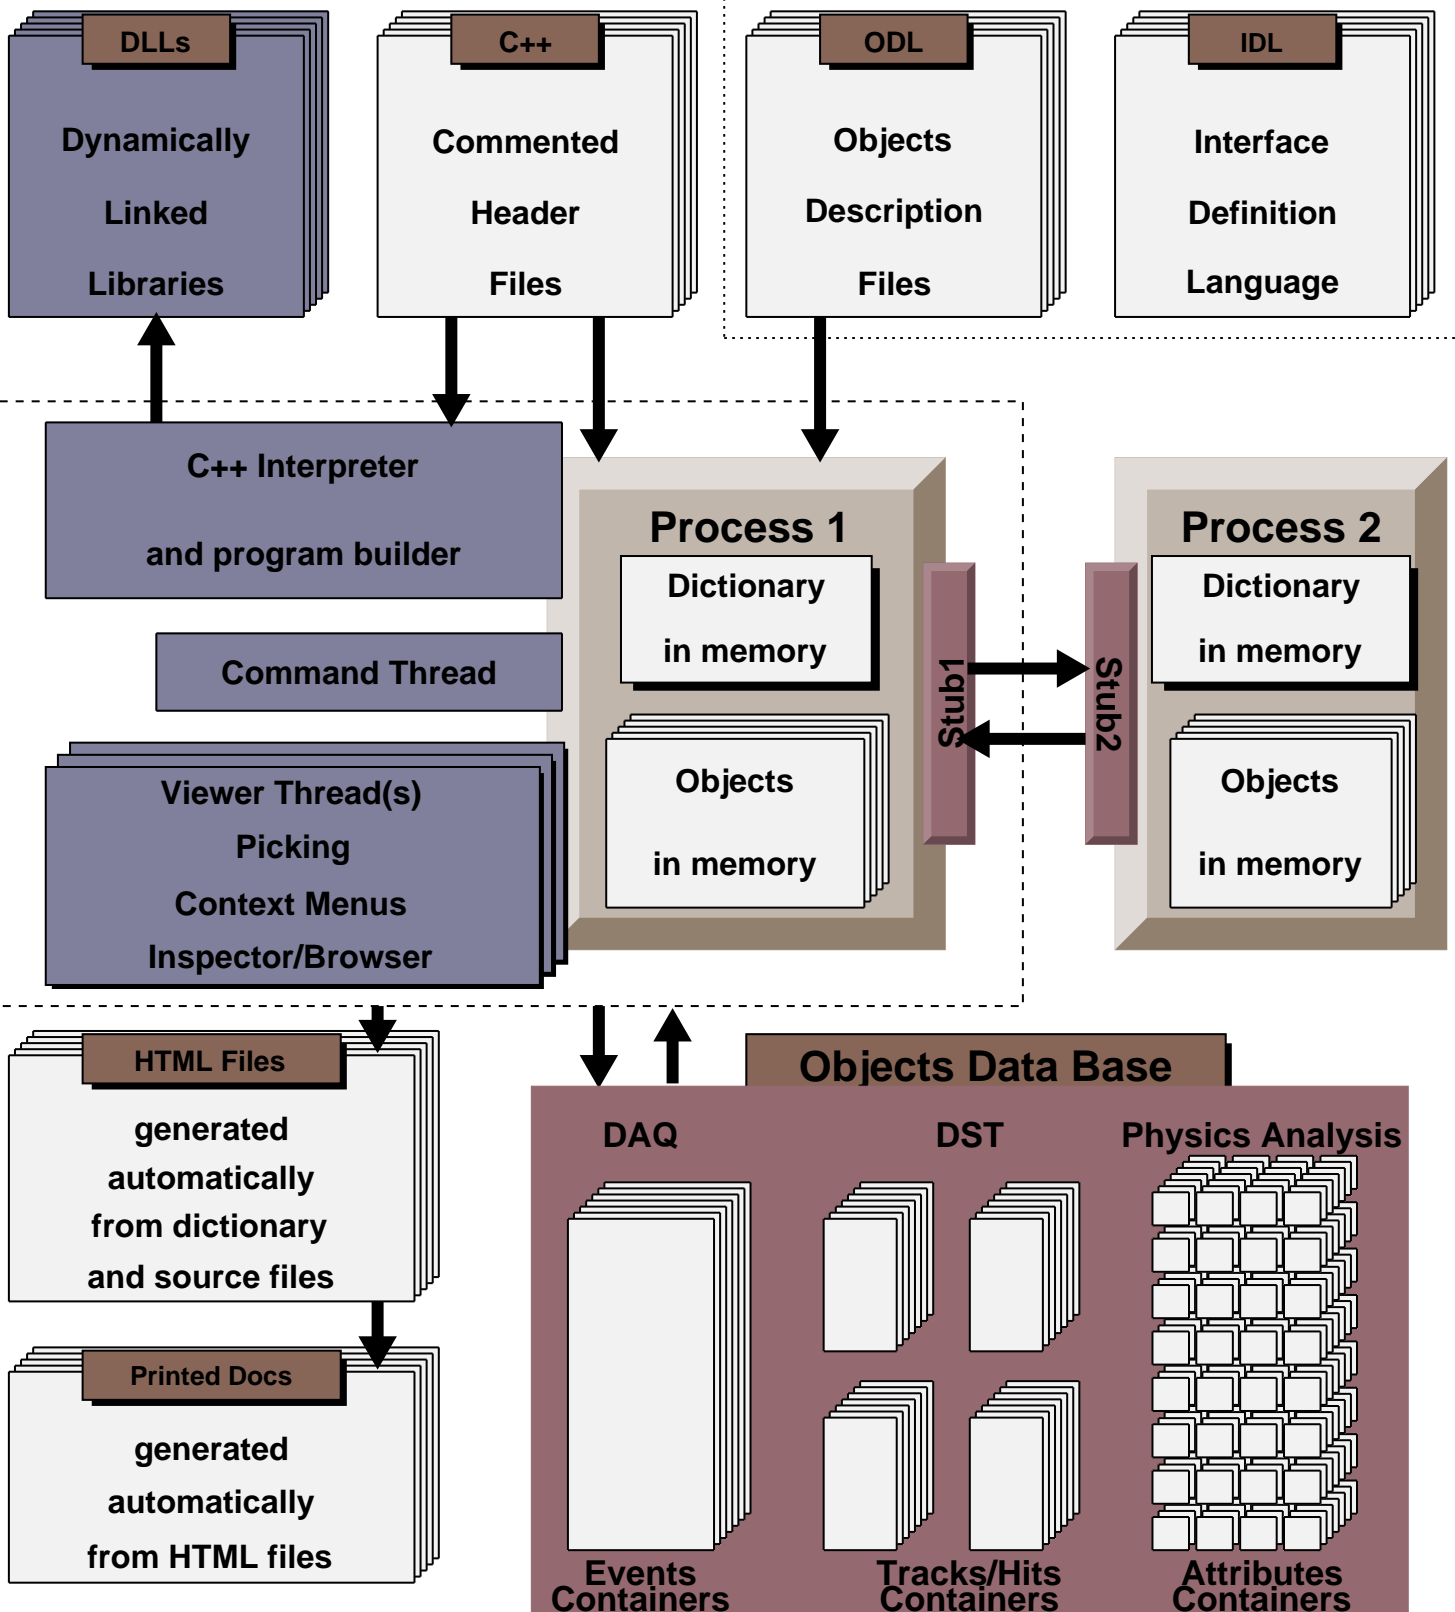 DLLs
Dynamically
Linked
Libraries
C++
Commented
Header
Files
ODL
Objects
Description
Files
IDL
Interface
Definition
Language
C++ Interpreter
and program builder
Command Thread
Viewer Thread(s)
Picking
Context Menus
Inspector/Browser
Process 1
Dictionary
in memory
Objects
in memory
Stub1
Stub2
Process 2
Dictionary
in memory
Objects
in memory
HTML Files
generated
automatically
from dictionary
and source files
Printed Docs
generated
automatically
from HTML files
Objects Data Base
DAQ
Events
Containers
DST
Tracks/Hits
Containers
Physics Analysis
Attributes
Containers